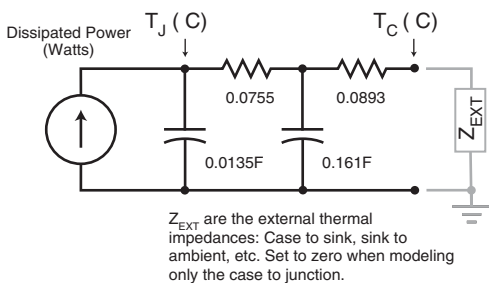 Dissipated Power
(Watts)
T_J ( C)
T_C ( C)
0.0755
0.0893
0.0135F
0.161F
Z_EXT
Z_EXT are the external thermal
impedances: Case to sink, sink to
ambient, etc. Set to zero when modeling
only the case to junction.